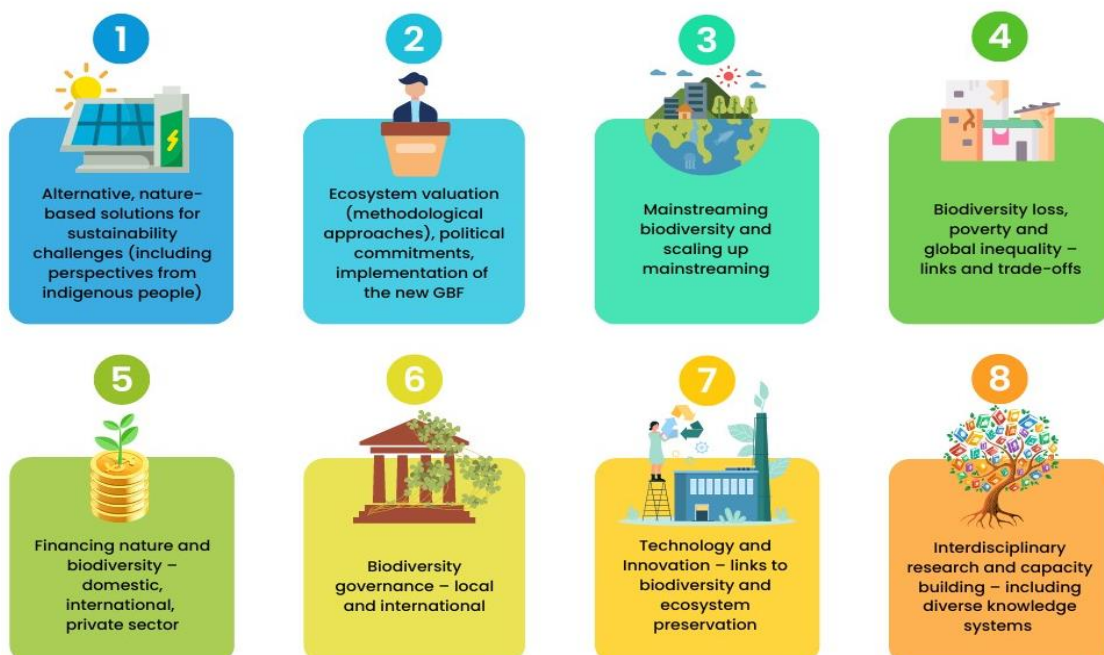 1
Alternative, nature-
based solutions for
sustainability
challenges (including
perspectives from
indigenous people)
2
Ecosystem valuation
(methodological
approaches), political
commitments,
implementation of
the new GBF
3
Mainstreaming
biodiversity and
scaling up
mainstreaming
4
Biodiversity loss,
poverty and
global inequality –
links and trade-offs
5
Financing nature and
biodiversity –
domestic,
international,
private sector
6
Biodiversity
governance – local
and international
7
Technology and
Innovation – links to
biodiversity and
ecosystem
preservation
8
Interdisciplinary
research and capacity
building – including
diverse knowledge
systems